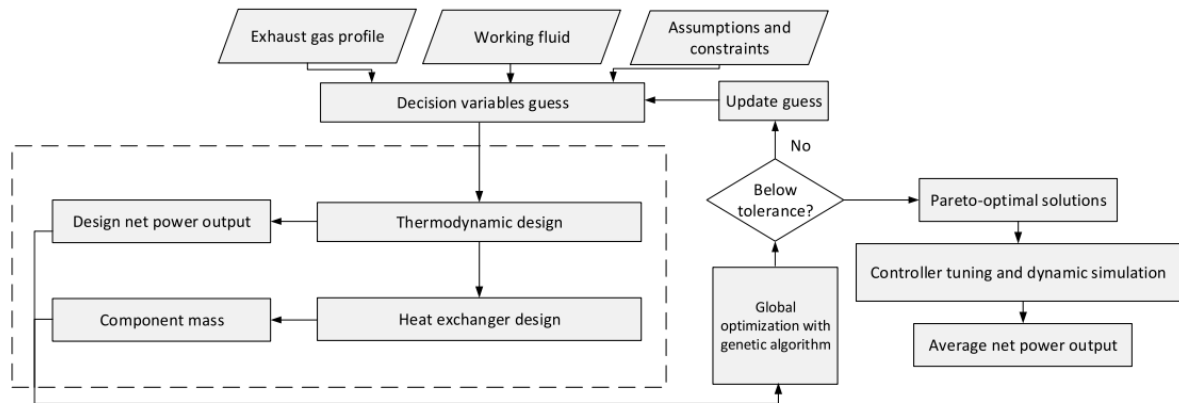 Exhaust gas profile
Working fluid
Assumptions and
constraints
Decision variables guess
Update guess
No
Below
tolerance?
Design net power output
Thermodynamic design
Pareto-optimal solutions
Controller tuning and dynamic simulation
Component mass
Heat exchanger design
Global
optimization with
genetic algorithm
Average net power output